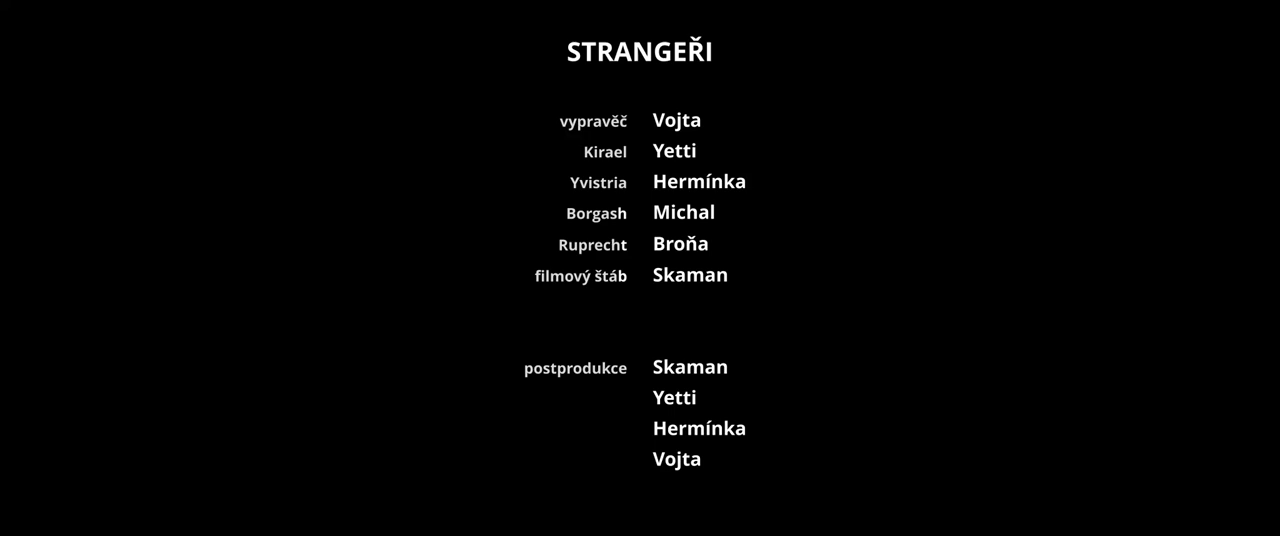 STRANGEŘI
vypravěč Vojta
Kirael Yetti
Yvistria Hermínka
Borgash Michal
Ruprecht Broňa
filmový štáb Skaman
postprodukce Skaman
Yetti
Hermínka
Vojta